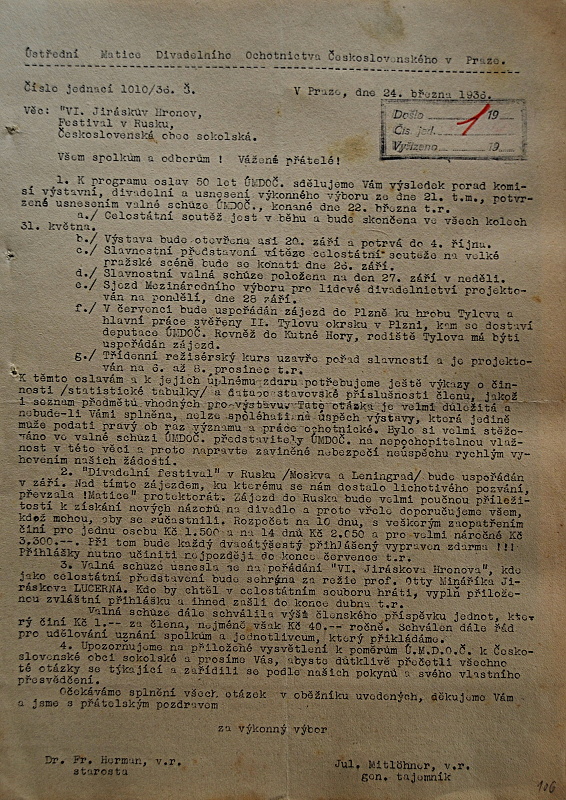 Ústřední Matice Divadelního Ochotnictva Československého v Praze.
Číslo jednací 1010/36. Č.
V Praze, dne 24. března 1936.
Věc: "VI. Jiráskův Hronov,
Festival v Rusku,
Československá obec sokolská.
Došlo 19
Čís. jed. 1
Vyřízeno 19
Všem spolkům a odborům ! Vážení přátelé!
1. K programu oslav 50 let ÚMDOČ. sdělujeme Vám výsledek porad komi-
sí výstavní, divadelní a usnesení výkonného výboru ze dne 21. t.m., potvr-
zené usnesením valné schůze ÚMDOČ., konané dne 22. března t.r.
a./ Celostátní soutěž jest v běhu a bude skončena ve všech kolech
31. května.
b./ Výstava bude otevřena asi 20. září a potrvá do 4. října.
c./ Slavnostní představení vítěze celostátní soutěže na velké
pražské scéně bude se konati dne 26. září.
d./ Slavnostní valná schůze položena na den 27. září v neděli.
e./ Sjezd Mezinárodního výboru pro lidové divadelnictví projekto-
ván na pondělí, dne 28 září.
f./ V červenci bude uspořádán zájezd do Plzně ku hrobu Tylovu a
hlavní práce svěřeny II. Tylovu okrsku v Plzni, kam se dostaví
deputace ÚMDOČ. Rovněž do Kutné Hory, rodiště Tylova má býti
uspořádán zájezd.
g./ Třídenní režisérský kurs uzavře pořad slavností a je projekto-
ván na 6. až 8. prosinec t.r.
K těmto oslavám a k jejich úplnému zdaru potřebujeme ještě výkazy o čin-
nosti /statistické tabulky/ a data o stavovské příslušnosti členu, jakož
i seznam předmětů vhodných pro výstavu. Tato otázka je velmi důležitá a
nebude-li Vámi splněna, nelze spoléhati na úspěch výstavy, která jedině
může podati pravý obraz významu a práce ochotnické. Bylo si velmi stěžo-
váno ve valné schůzi ÚMDOČ. představitely ÚMDOČ. na nepochopitelnou vlaž-
nost v této věci a proto napravte zaviněné nebezpečí neúspěchu rychlým vy-
hovením našich žádostí.
2. "Divadelní festival" v Rusku /Moskva a Leningrad/ bude uspořádán
v září. Nad tímto zájezdem, ku kterému se nám dostalo lichotivého pozvání,
převzala !Matice" protektorát. Zájezd do Ruska bude velmi poučnou příleži-
tostí k získání nových názorů na divadlo a proto vřele doporučujeme všem,
kdož mohou, aby se súčastnili. Rozpočet na 10 dnů, s veškerým zaopatřením
činí pro jednu osobu Kč 1.500 a na 14 dnů Kč 2.050 a pro velmi náročné Kč
3,300.-- Při tom bude každý dvacátýšestý přihlášený vypraven zdarma !!!
Přihlášky nutno učiniti nejpozději do konce července t.r.
3. Valná schůze usnesla se na pořádání "VI. Jiráskova Hronova", kde
jako celostátní představení bude sehrána za režie prof. Otty Minaříka Ji-
ráskova LUCERNA. Kdo by chtěl v celostátním souboru hráti, vyplň přilože-
nou zvláštní přihlášku a ihned zašli do konce dubna t.r.
Valná schůze dále schválila výši členského příspěvku jednot, kte-
rý činí Kč 1.-- za člena, nejméně však Kč 40.-- ročně. Schválen dále řád
pro udělování uznání spolkům a jednotlivcům, který přikládáme.
4. Upozornujeme na přiložené vysvětlení k poměrům Ú.M.D.O.Č. k Česko-
slovenské obci sokolské a prosíme Vás, abyste důtklivě přečetli všechno
té otázky se týkající a zařídili se podle našich pokynů a svého vlastního
přesvědčení.
Očekáváme splnění všech otázek v oběžníku uvedených, děkujeme Vám
a jsme s přátelským pozdravem
za výkonný výbor
Dr. Fr. Herman, v.r.
starosta
Jul. Mitlöhner, v.r.
gen. tajemník
106